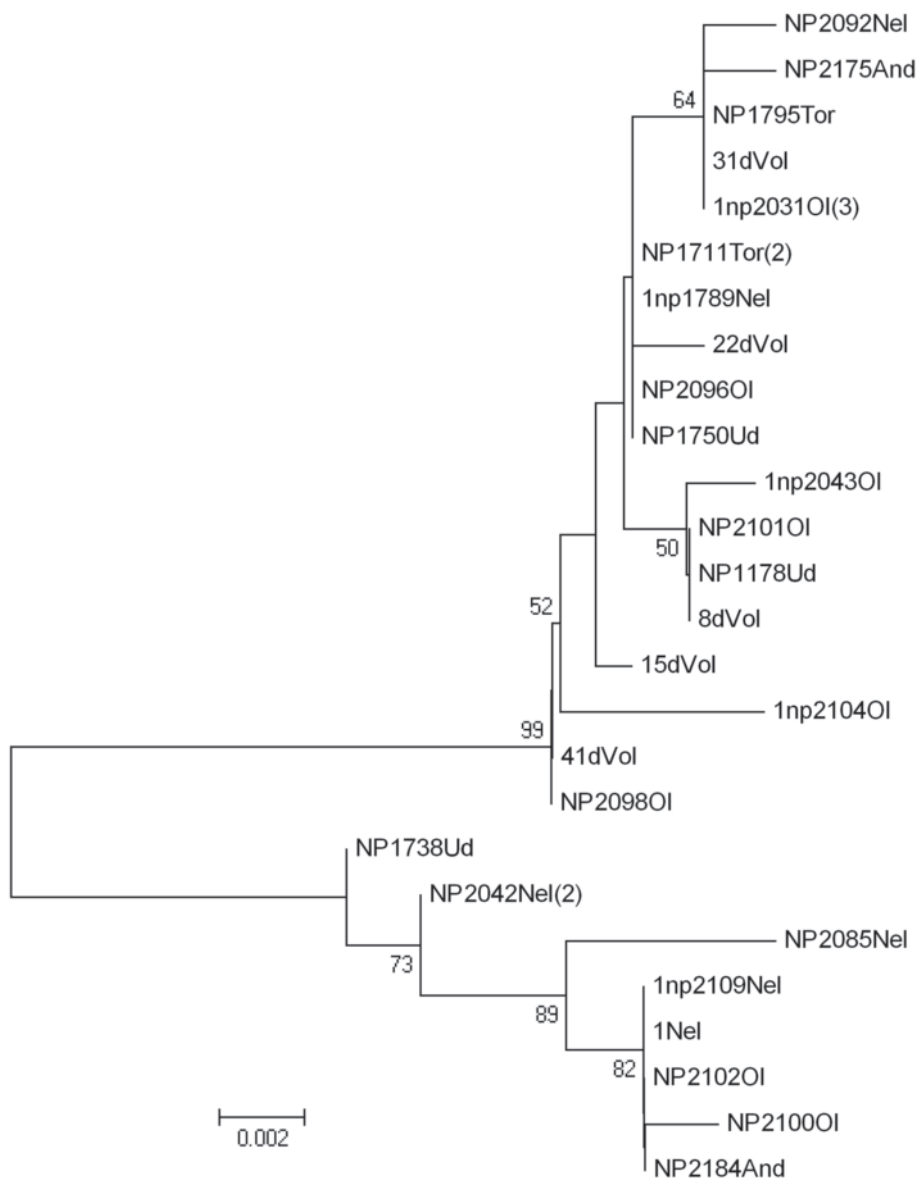 NP2092Nel
NP2175And
64
NP1795Tor
31dVol
1np2031Ol(3)
NP1711Tor(2)
1np1789Nel
22dVol
NP2096Ol
NP1750Ud
1np2043Ol
NP2101Ol
50
NP1178Ud
52
8dVol
15dVol
1np2104Ol
99
41dVol
NP2098Ol
NP1738Ud
NP2042Nel(2)
NP2085Nel
73
1np2109Nel
89
1Nel
82
NP2102Ol
NP2100Ol
0.002
NP2184And